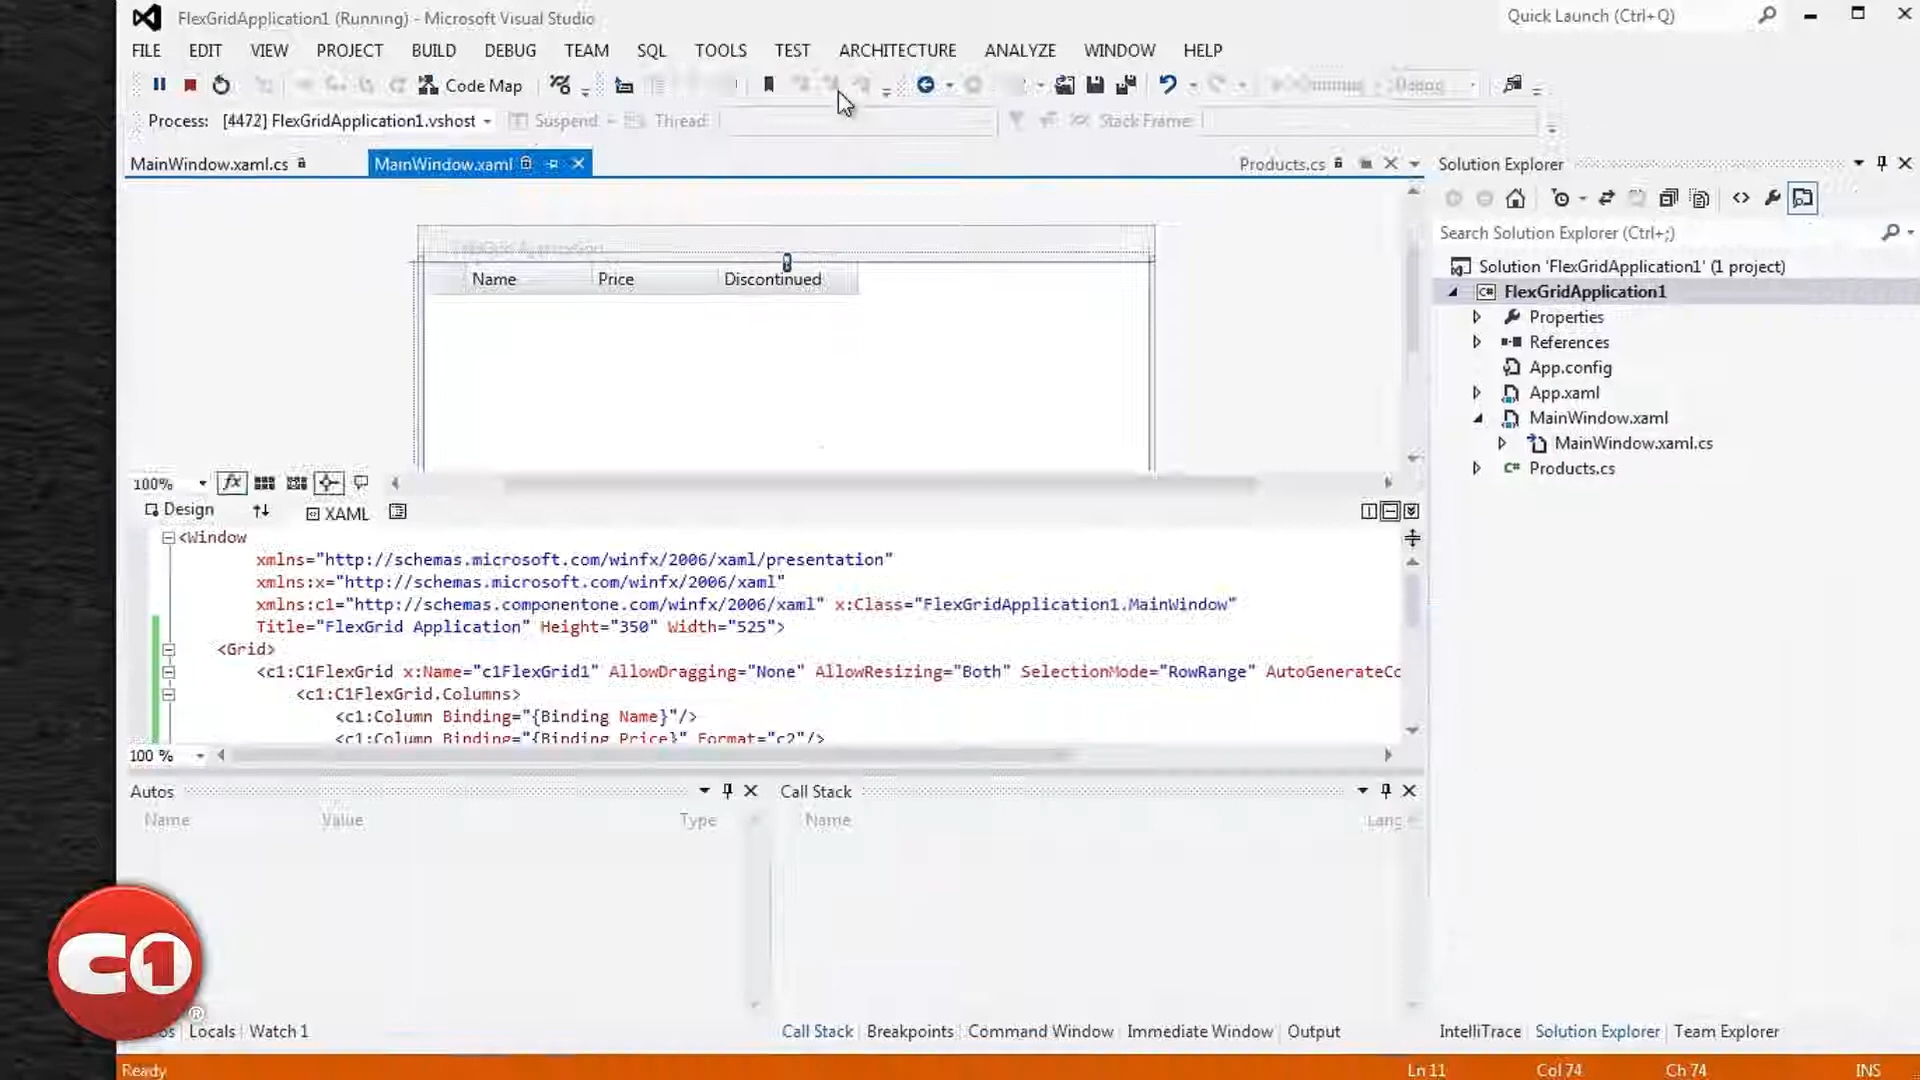 FlexGridApplication1 (Running) - Microsoft Visual Studio
Quick Launch (Ctrl+Q)
FILE EDIT VIEW PROJECT BUILD DEBUG TEAM SQL TOOLS TEST ARCHITECTURE ANALYZE WINDOW HELP
Code Map
Debug
Process: [4472] FlexGridApplication1.vshost Suspend Thread: Stack Frame:
MainWindow.xaml.cs MainWindow.xaml Products.cs
Solution Explorer
Search Solution Explorer (Ctrl+;)
Solution 'FlexGridApplication1' (1 project)
FlexGridApplication1
Properties
References
App.config
App.xaml
MainWindow.xaml
MainWindow.xaml.cs
Products.cs
FlexGrid Application
Name Price Discontinued
100% fx
Design XAML
<Window
xmlns="http://schemas.microsoft.com/winfx/2006/xaml/presentation"
xmlns:x="http://schemas.microsoft.com/winfx/2006/xaml"
xmlns:c1="http://schemas.componentone.com/winfx/2006/xaml" x:Class="FlexGridApplication1.MainWindow"
Title="FlexGrid Application" Height="350" Width="525">
<Grid>
<c1:C1FlexGrid x:Name="c1FlexGrid1" AllowDragging="None" AllowResizing="Both" SelectionMode="RowRange" AutoGenerateCo
<c1:C1FlexGrid.Columns>
<c1:Column Binding="{Binding Name}"/>
<c1:Column Binding="{Binding Price}" Format="c2"/>
100 %
Autos
Name Value Type
Call Stack
Name Lang
C1
®
Locals Watch 1
Call Stack Breakpoints Command Window Immediate Window Output
IntelliTrace Solution Explorer Team Explorer
Ready Ln 11 Col 74 Ch 74 INS